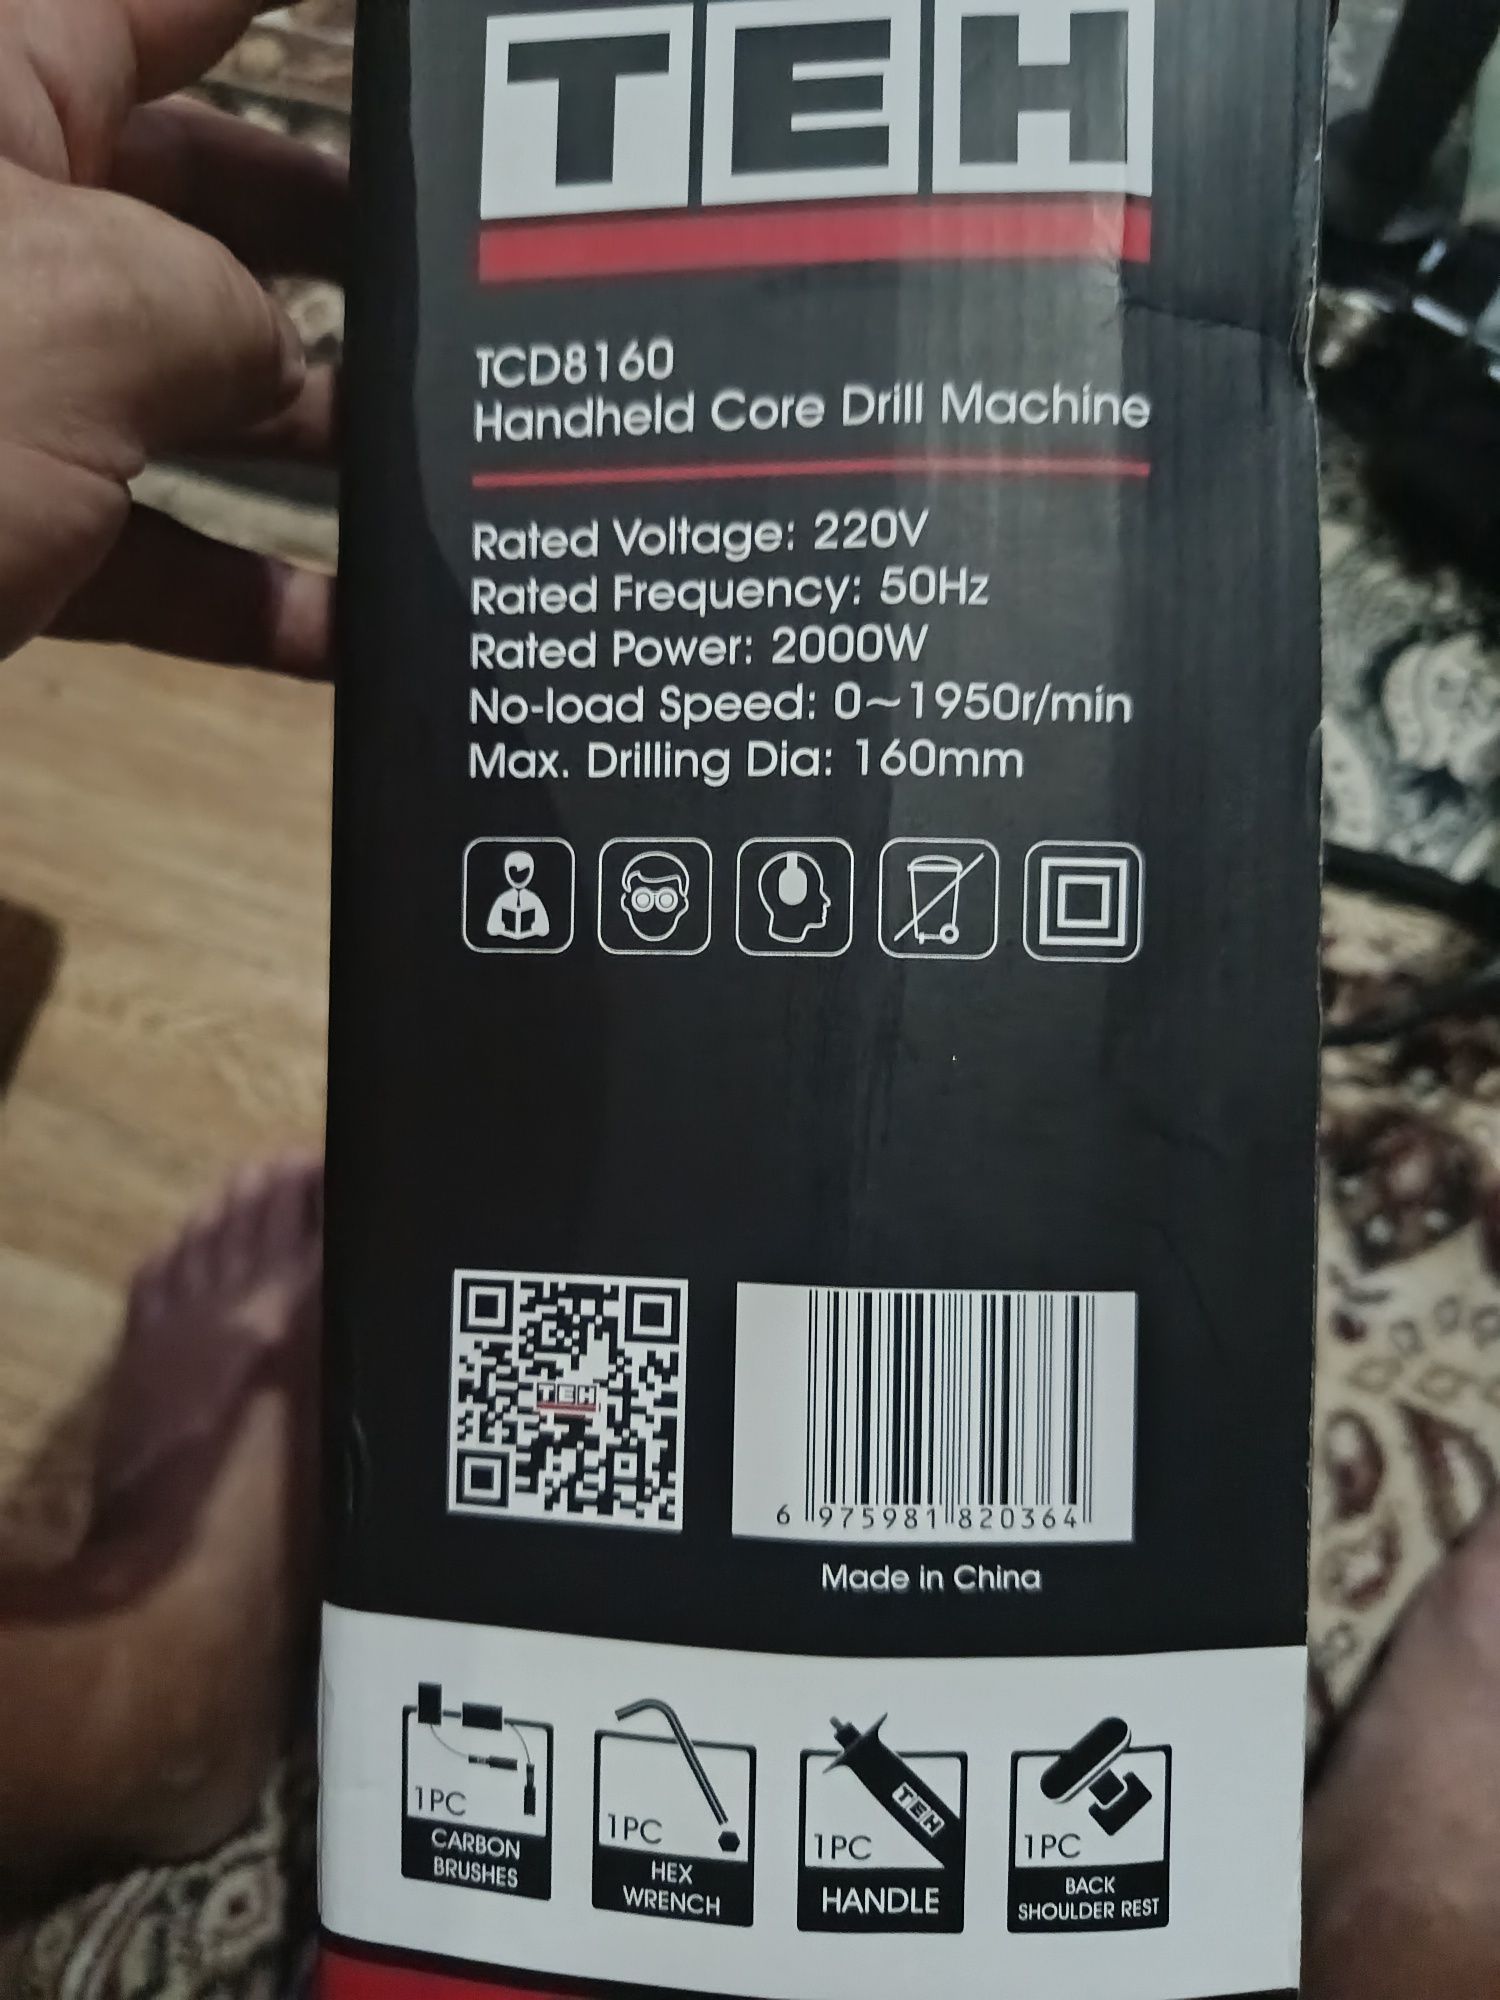 TEH
TCD8160
Handheld Core Drill Machine
Rated Voltage: 220V
Rated Frequency: 50Hz
Rated Power: 2000W
No-load Speed: 0~1950r/min
Max. Drilling Dia: 160mm
TEH
6 975981 820364
Made in China
1PC
CARBON
BRUSHES
1PC
HEX
WRENCH
TEH
1PC
HANDLE
1PC
BACK
SHOULDER REST